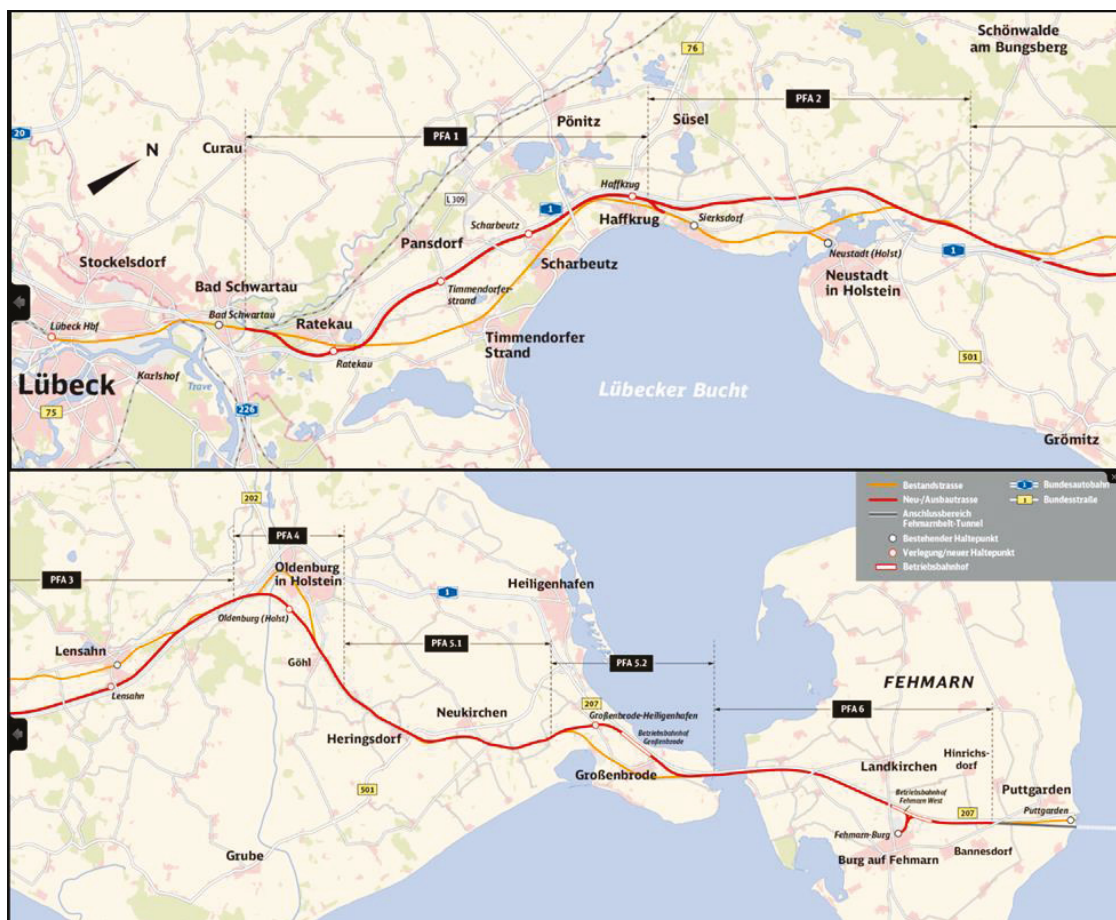 Schönwalde
am Bungsberg
76
PFA 2
20
PFA 1
Pönitz
Süsel
Curau
N
L 309
Haffkzug
1
Haffkrug
Sierksdorf
Scharbeutz
Pansdorf
Stockelsdorf
Scharbeutz
Neustadt (Holst)
1
Bad Schwartau
Neustadt
in Holstein
Timmendorfer-
strand
Bad Schwartau
Ratekau
Lübeck Hbf
Timmendorfer
Strand
Ratekau
501
Karlshof
Trave
Lübeck
Lübecker Bucht
226
75
Grömitz
202
Bestandstrasse
1
Bundesautobahn
Neu-/Ausbautrasse
1
Bundesstraße
Anschlussbereich
Fehmarnbelt-Tunnel
Bestehender Haltepunkt
Verlegung/neuer Haltepunkt
Betriebsbahnhof
PFA 4
Oldenburg
in Holstein
PFA 3
Heiligenhafen
1
Oldenburg (Holst)
PFA 5.1
Lensahn
PFA 5.2
Göhl
FEHMARN
Lensahn
207
PFA 6
Neukirchen
Großenbrode-Heiligenhafen
Heringsdorf
Betriebsbahnhof
Großenbrode
Hinrichs-
dorf
Landkirchen
Großenbrode
501
Puttgarden
Betriebsbahnhof
Fehmarn West
207
Puttgarden
Fehmarn-Burg
Bannesdorf
Grube
Burg auf Fehmarn